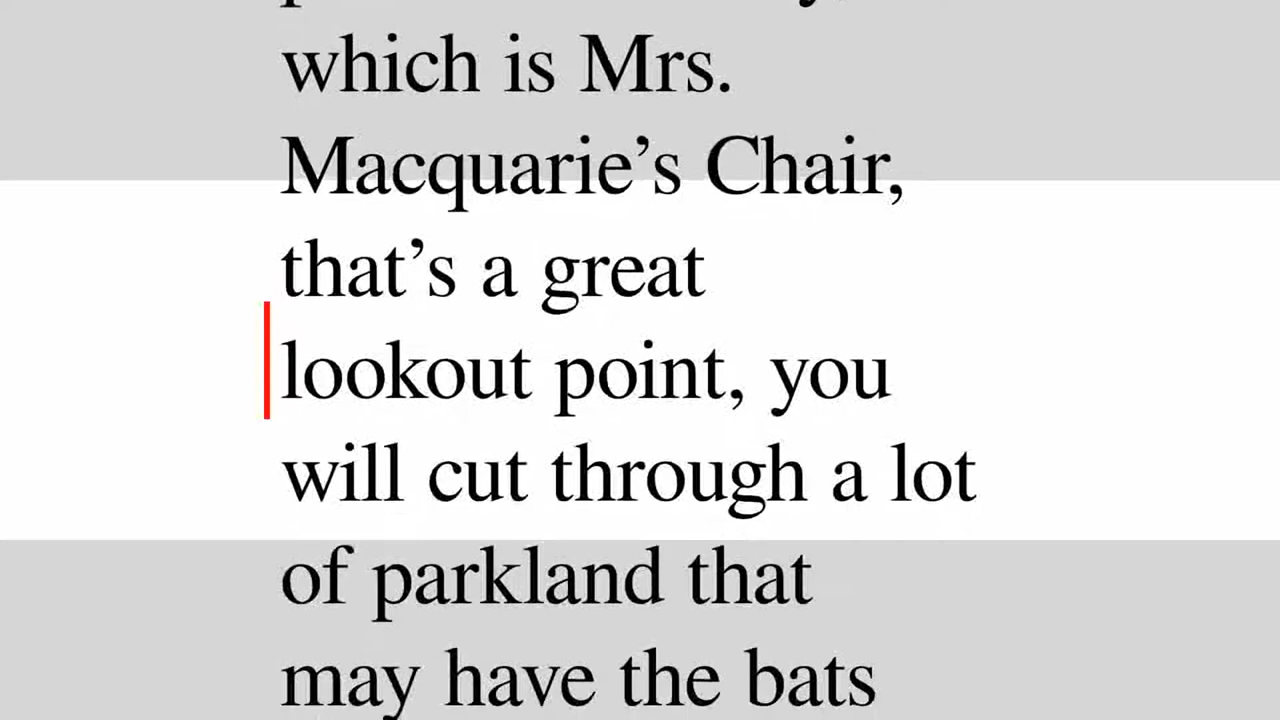 which is Mrs.
Macquarie’s Chair,
that’s a great
lookout point, you
will cut through a lot
of parkland that
may have the bats